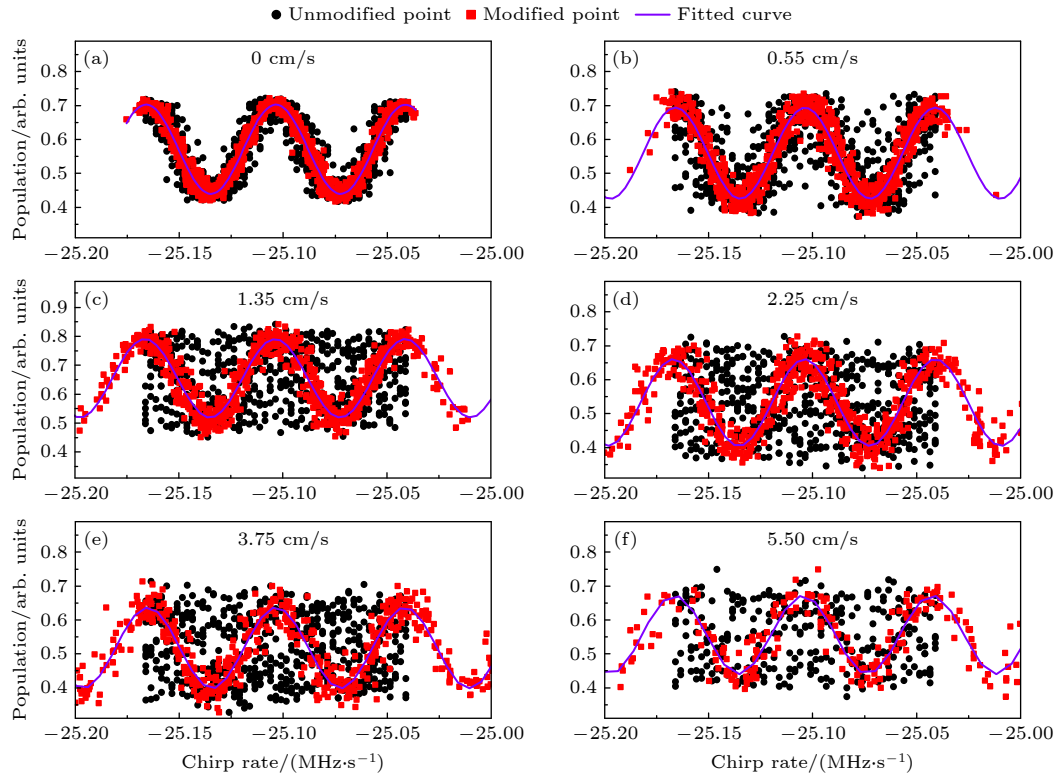 Unmodified point Modified point Fitted curve
(a) 0 cm/s
0.8
0.7
0.6
0.5
0.4
Population/arb. units
−25.20 −25.15 −25.10 −25.05 −25.00
(b) 0.55 cm/s
0.8
0.7
0.6
0.5
0.4
−25.20 −25.15 −25.10 −25.05 −25.00
(c) 1.35 cm/s
0.9
0.8
0.7
0.6
0.5
0.4
Population/arb. units
−25.20 −25.15 −25.10 −25.05 −25.00
(d) 2.25 cm/s
0.8
0.7
0.6
0.5
0.4
−25.20 −25.15 −25.10 −25.05 −25.00
(e) 3.75 cm/s
0.8
0.7
0.6
0.5
0.4
Population/arb. units
−25.20 −25.15 −25.10 −25.05 −25.00
Chirp rate/(MHz·s⁻¹)
(f) 5.50 cm/s
0.8
0.7
0.6
0.5
0.4
−25.20 −25.15 −25.10 −25.05 −25.00
Chirp rate/(MHz·s⁻¹)